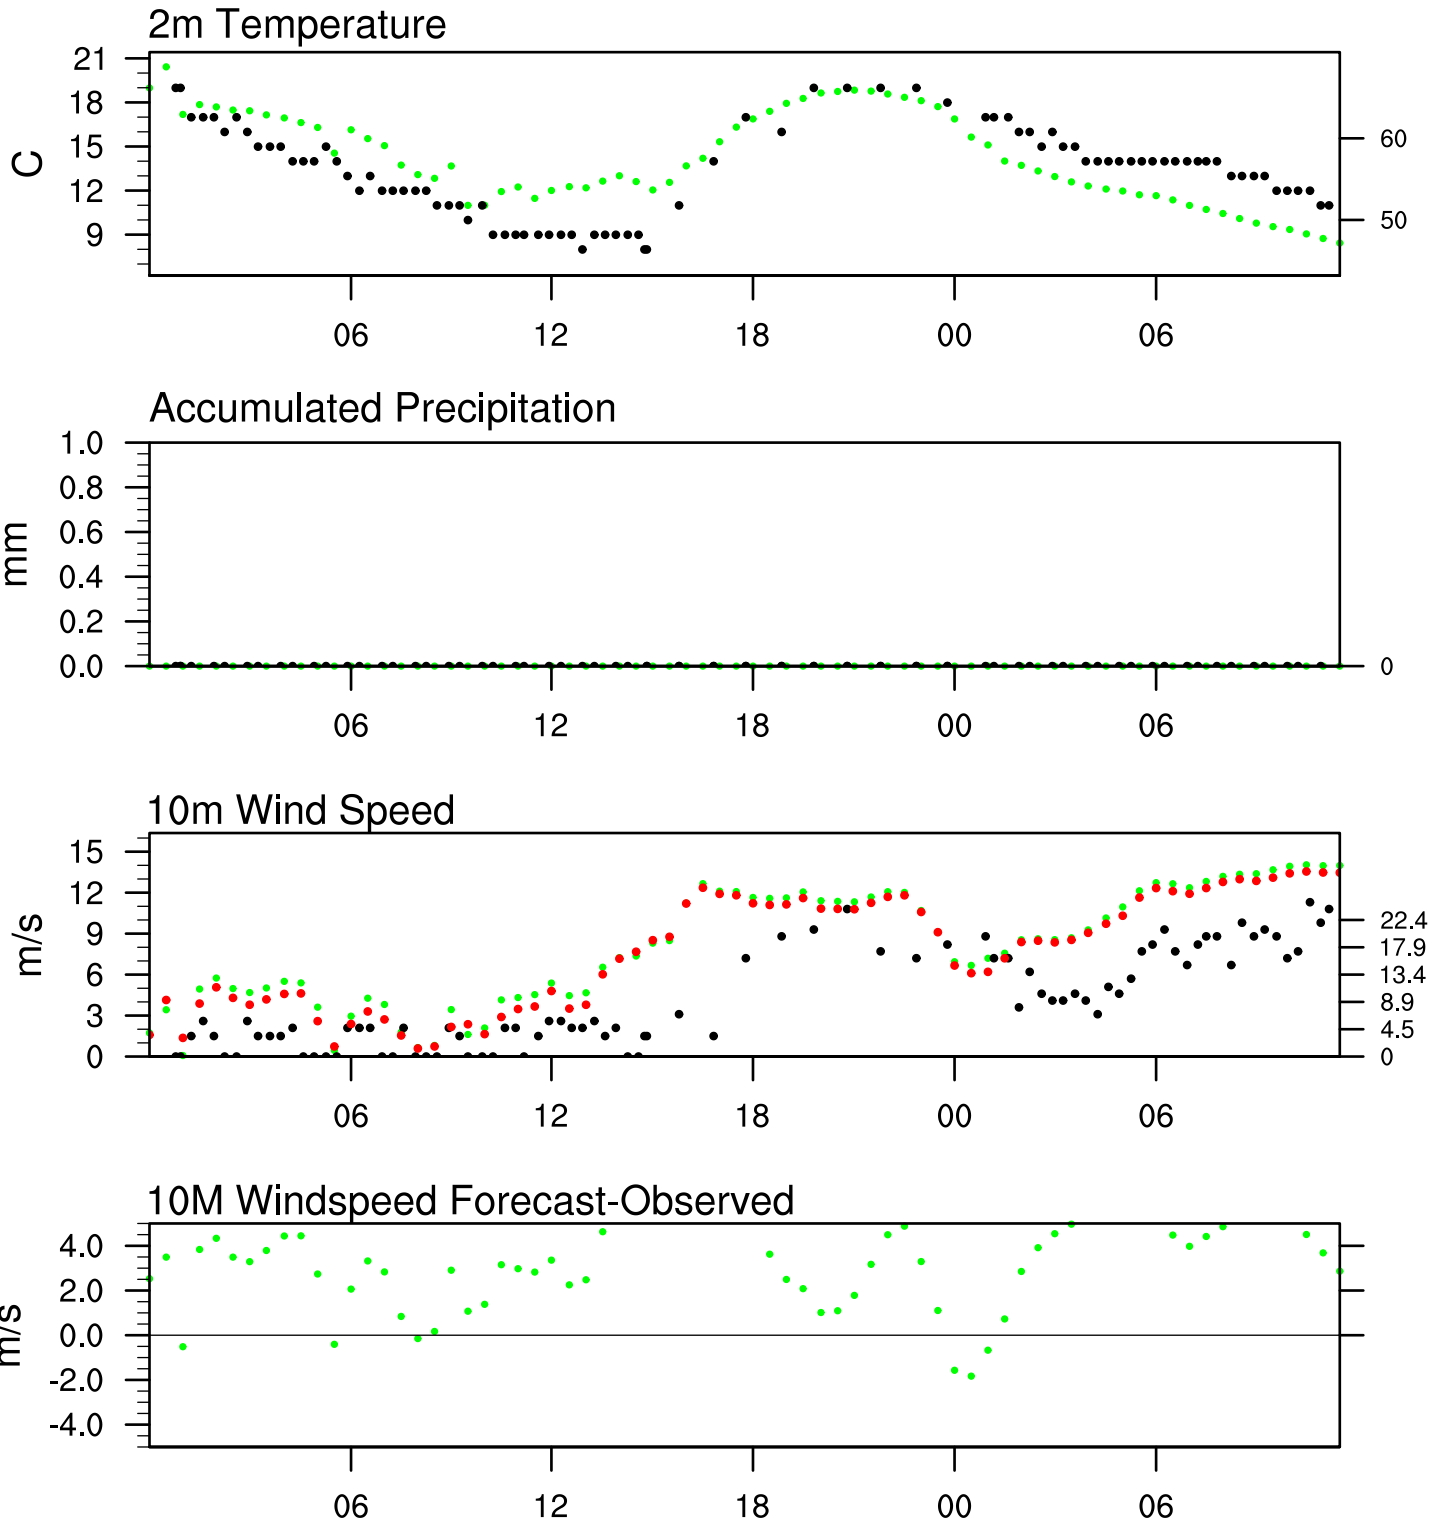 2m Temperature
21
18
15
12
9
C
60
50
06 12 18 00 06
Accumulated Precipitation
1.0
0.8
0.6
0.4
0.2
0.0
mm
0
06 12 18 00 06
10m Wind Speed
15
12
9
6
3
0
m/s
22.4
17.9
13.4
8.9
4.5
0
06 12 18 00 06
10M Windspeed Forecast-Observed
4.0
2.0
0.0
-2.0
-4.0
m/s
06 12 18 00 06